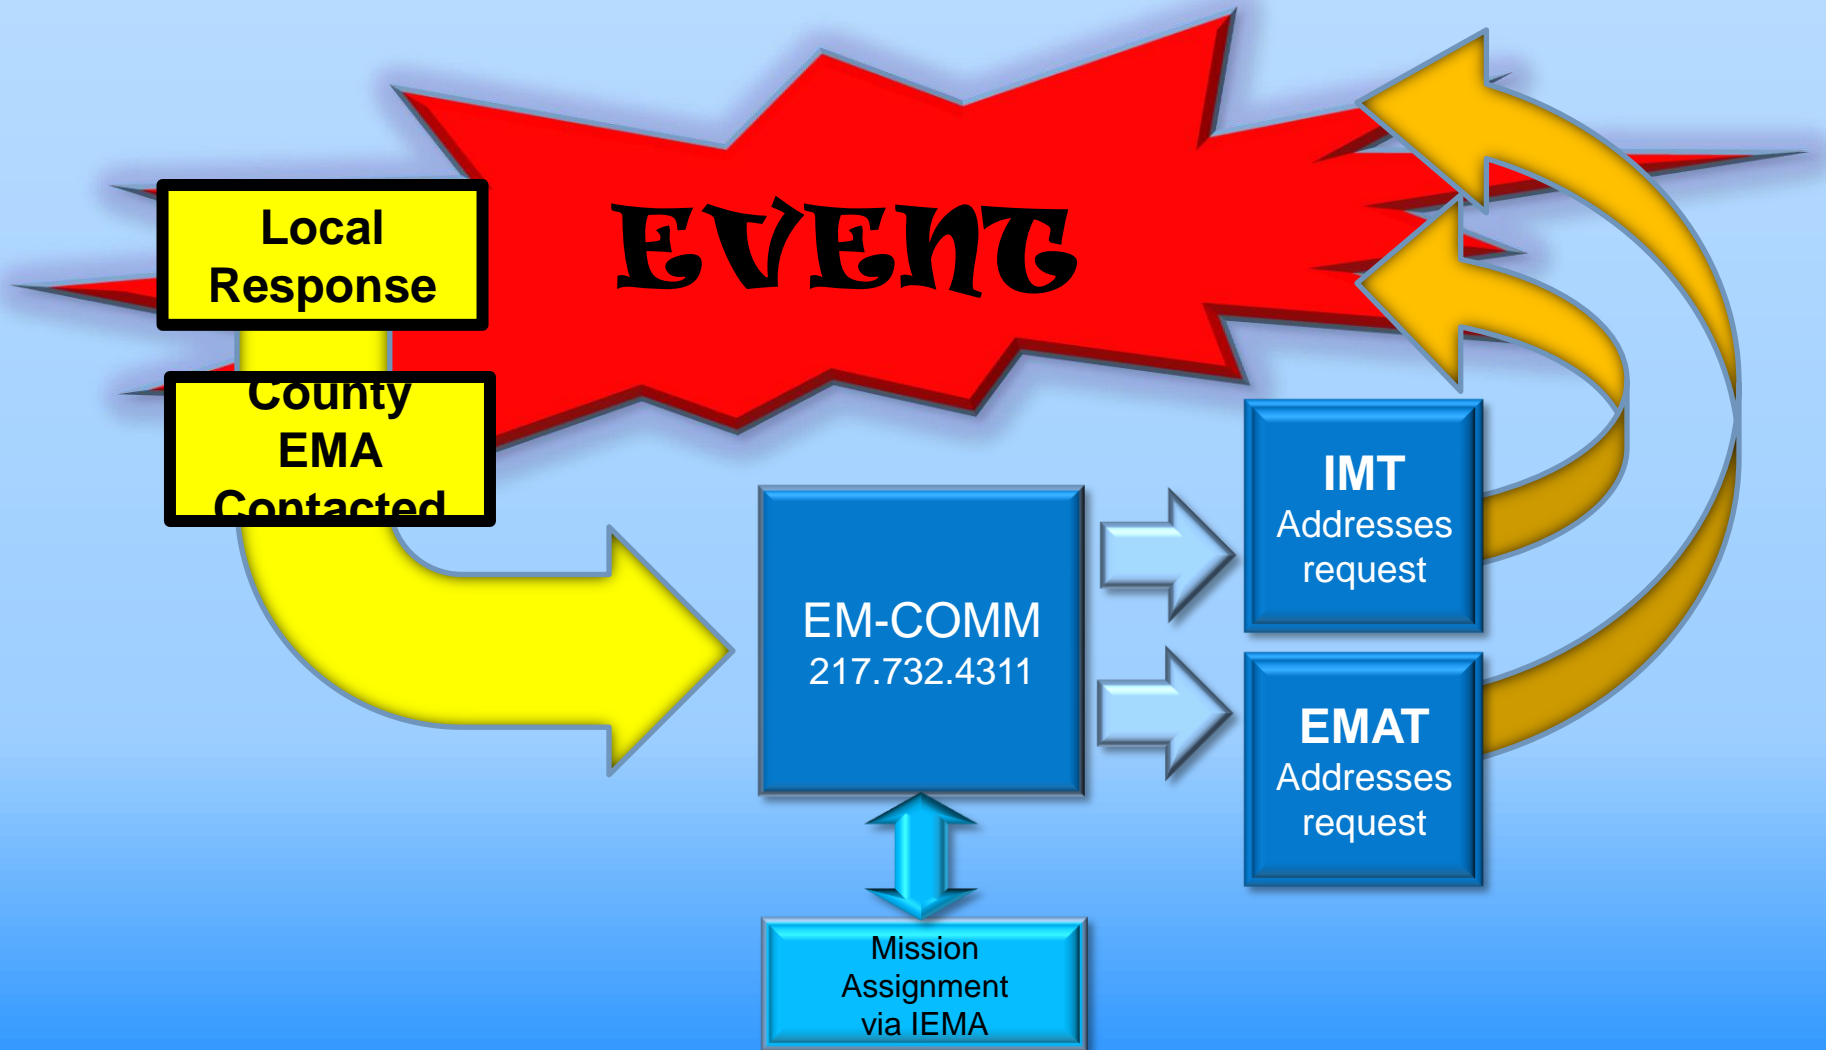 EVENT
Local
Response
County
EMA
Contacted
EM-COMM
217.732.4311
IMT
Addresses
request
EMAT
Addresses
request
Mission
Assignment
via IEMA